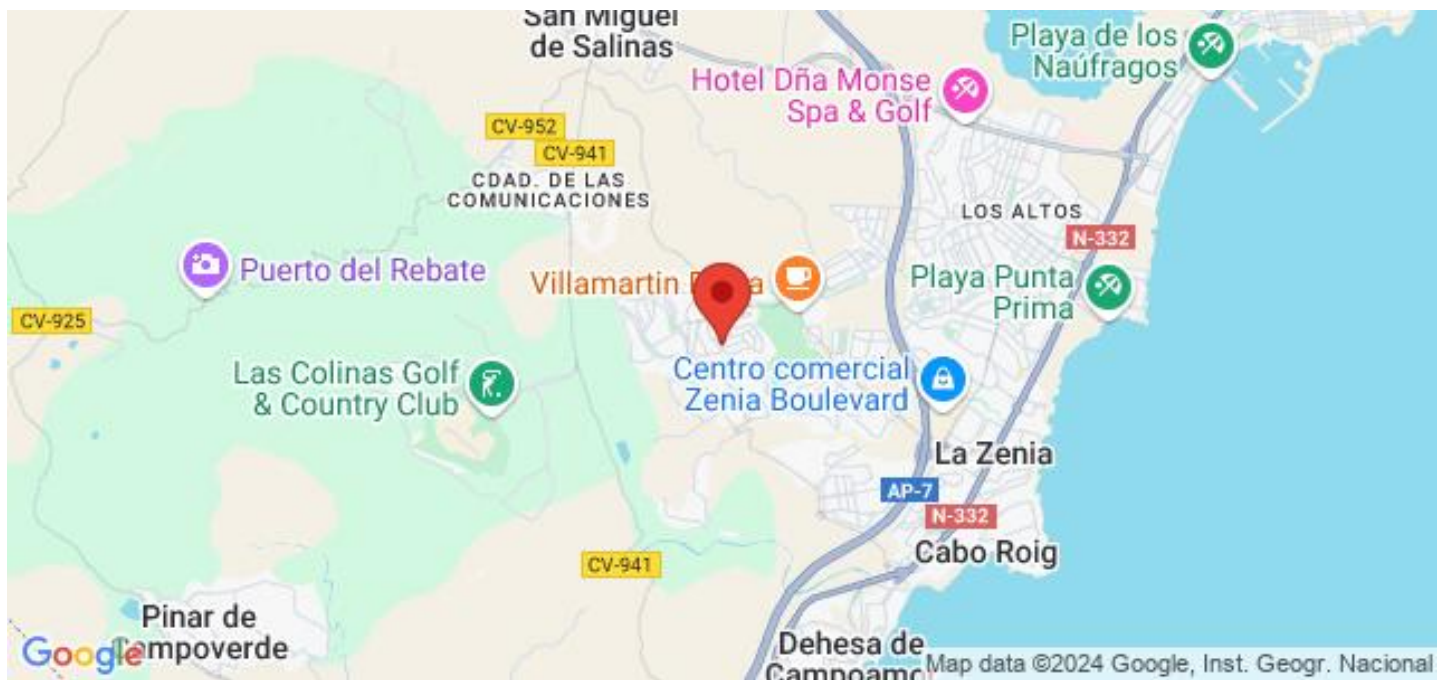 San Miguel
de Salinas
Playa de los
Naúfragos
Hotel Dña Monse
Spa & Golf
CV-952
CV-941
CDAD. DE LAS
COMUNICACIONES
LOS ALTOS
N-332
Puerto del Rebate
Villamartin
Playa Punta
Prima
CV-925
Las Colinas Golf
& Country Club
Centro comercial
Zenia Boulevard
La Zenia
AP-7
N-332
Cabo Roig
CV-941
Pinar de
Campoverde
Dehesa de
Campoamor
Google
Map data ©2024 Google, Inst. Geogr. Nacional